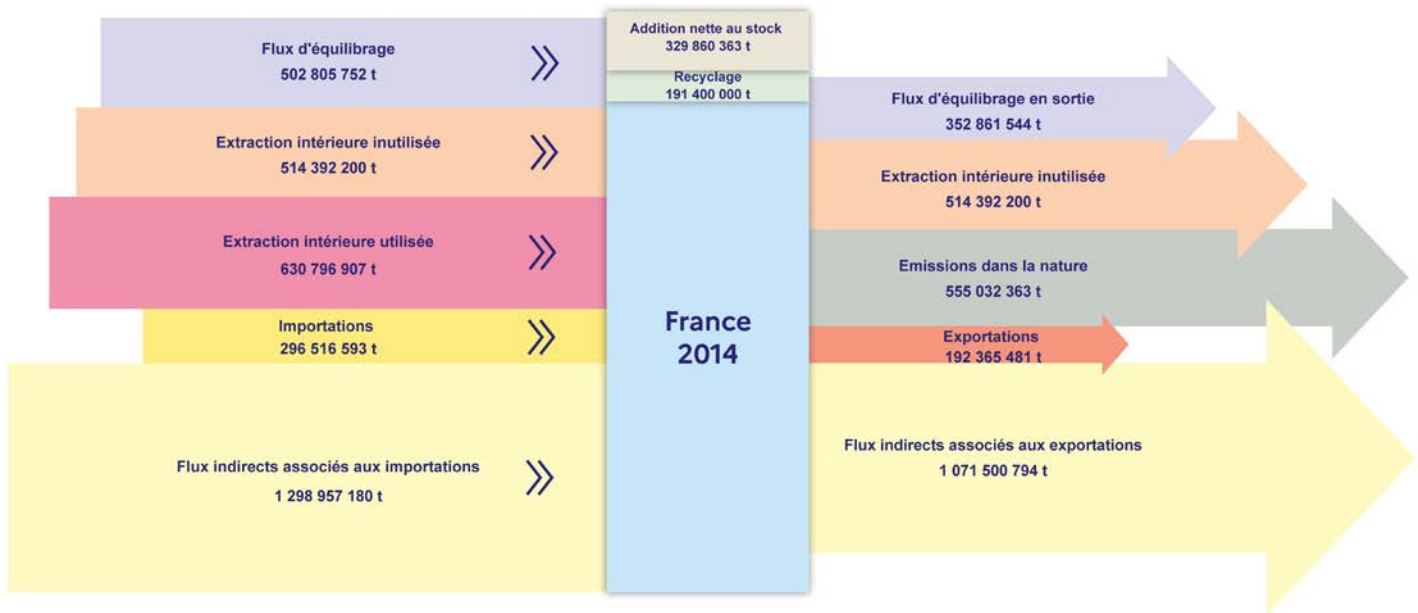 Flux d'équilibrage
502 805 752 t
Extraction intérieure inutilisée
514 392 200 t
Extraction intérieure utilisée
630 796 907 t
Importations
296 516 593 t
Flux indirects associés aux importations
1 298 957 180 t
Addition nette au stock
329 860 363 t
Recyclage
191 400 000 t
France
2014
Flux d'équilibrage en sortie
352 861 544 t
Extraction intérieure inutilisée
514 392 200 t
Emissions dans la nature
555 032 363 t
Exportations
192 365 481 t
Flux indirects associés aux exportations
1 071 500 794 t